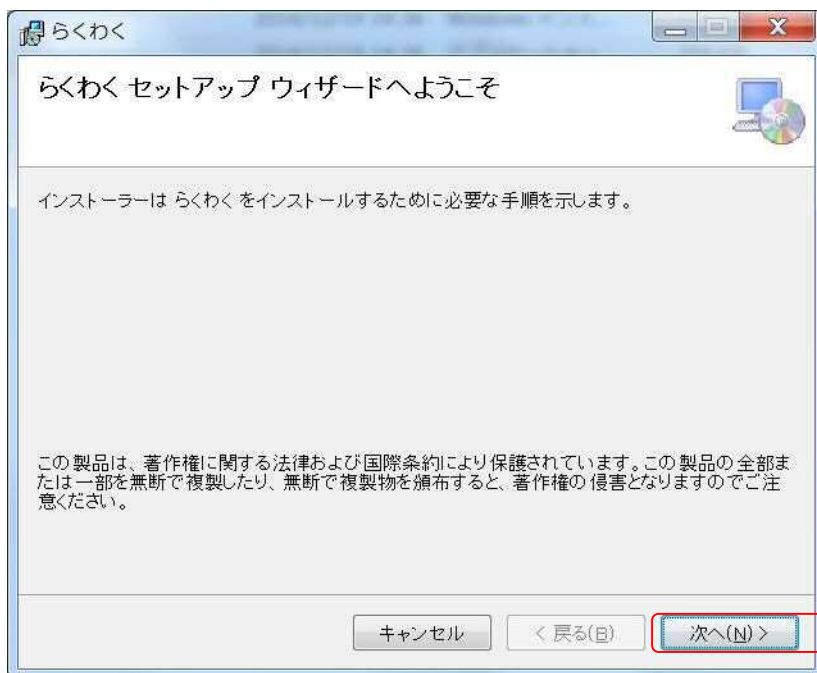 らくわく
らくわく セットアップ ウィザードへようこそ
インストーラーは らくわく をインストールするために必要な手順を示します。
この製品は、著作権に関する法律および国際条約により保護されています。この製品の全部ま
たは一部を無断で複製したり、無断で複製物を頒布すると、著作権の侵害となりますのでご注
意ください。
キャンセル
< 戻る(B)
次へ(N) >